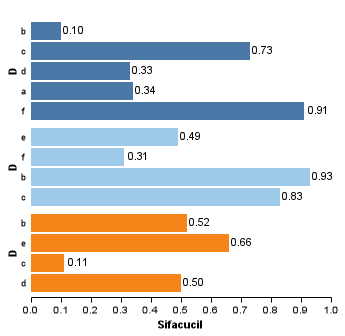 b 0.10
c 0.73
D d 0.33
a 0.34
f 0.91
e 0.49
f 0.31
D b 0.93
c 0.83
b 0.52
e 0.66
D c 0.11
d 0.50
0.0 0.1 0.2 0.3 0.4 0.5 0.6 0.7 0.8 0.9 1.0
Sifacucil